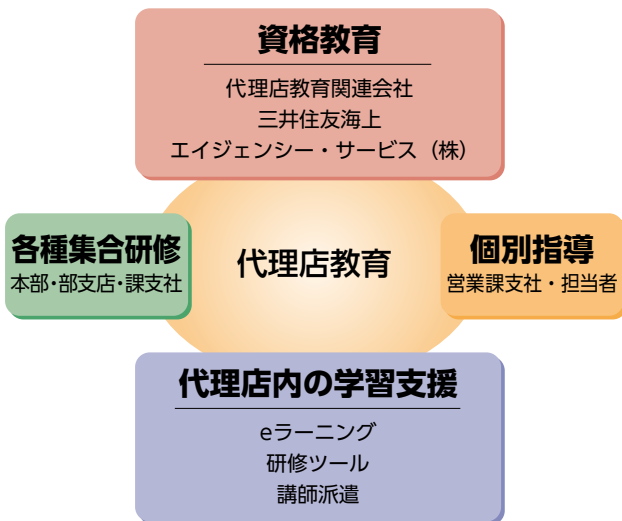 資格教育
代理店教育関連会社
三井住友海上
エイジェンシー・サービス（株）
各種集合研修
本部・部支店・課支社
代理店教育
個別指導
営業課支社・担当者
代理店内の学習支援
eラーニング
研修ツール
講師派遣